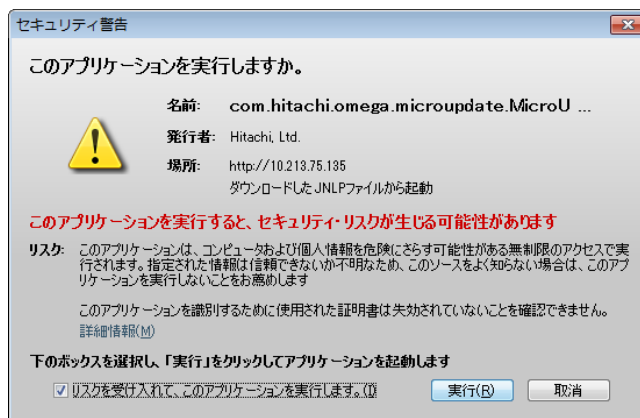 セキュリティ警告
このアプリケーションを実行しますか。
名前: com.hitachi.omega.microupdate.MicroU ...
発行者: Hitachi, Ltd.
場所: http://10.213.75.135
ダウンロードしたJNLPファイルから起動
このアプリケーションを実行すると、セキュリティ・リスクが生じる可能性があります
リスク: このアプリケーションは、コンピュータおよび個人情報を危険にさらす可能性がある無制限のアクセスで実
行されます。指定された情報は信頼できないか不明なため、このソースをよく知らない場合は、このアプ
リケーションを実行しないことをお薦めします
このアプリケーションを識別するために使用された証明書は失効されていないことを確認できません。
詳細情報(M)
下のボックスを選択し、「実行」をクリックしてアプリケーションを起動します
リスクを受け入れて、このアプリケーションを実行します。(I)
実行(R)
取消